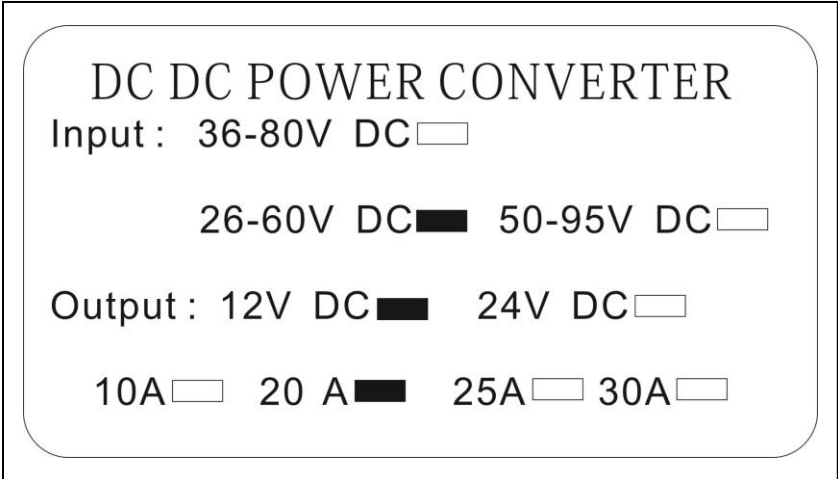 DC DC POWER CONVERTER
Input : 36-80V DC
26-60V DC 50-95V DC
Output : 12V DC 24V DC
10A 20 A 25A 30A